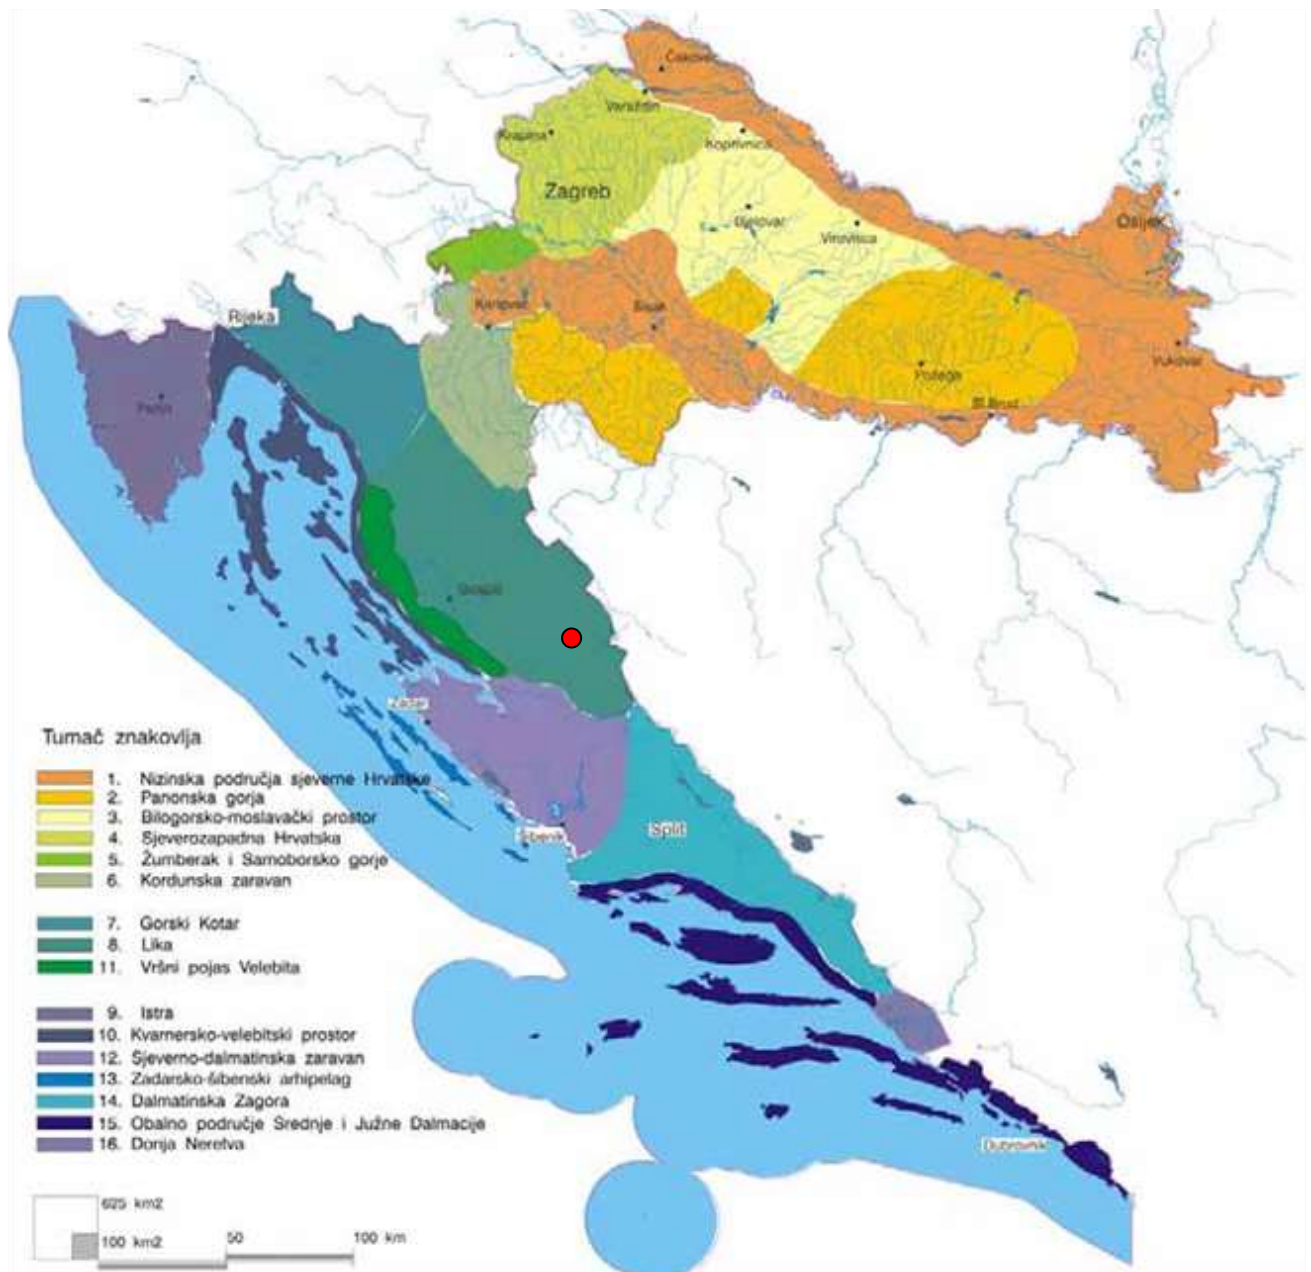 Čakovec
Varaždin
Krapina
Koprivnica
Zagreb
Bjelovar
Virovitica
Osijek
Karlovac
Sisak
Rijeka
Vukovar
Požega
Sl.Brod
Pazin
Gospić
Zadar
Tumač znakovlja
1. Nizinska područja sjeverne Hrvatske
2. Panonska gorja
3. Bilogorsko-moslavački prostor
4. Sjeverozapadna Hrvatska
5. Žumberak i Samoborsko gorje
6. Kordunska zaravan
Šibenik
Split
7. Gorski Kotar
8. Lika
11. Vršni pojas Velebita
9. Istra
10. Kvarnersko-velebitski prostor
12. Sjeverno-dalmatinska zaravan
13. Zadarsko-šibenski arhipelag
14. Dalmatinska Zagora
15. Obalno područje Srednje i Južne Dalmacije
16. Donja Neretva
Dubrovnik
625 km2
100 km2
50
100 km